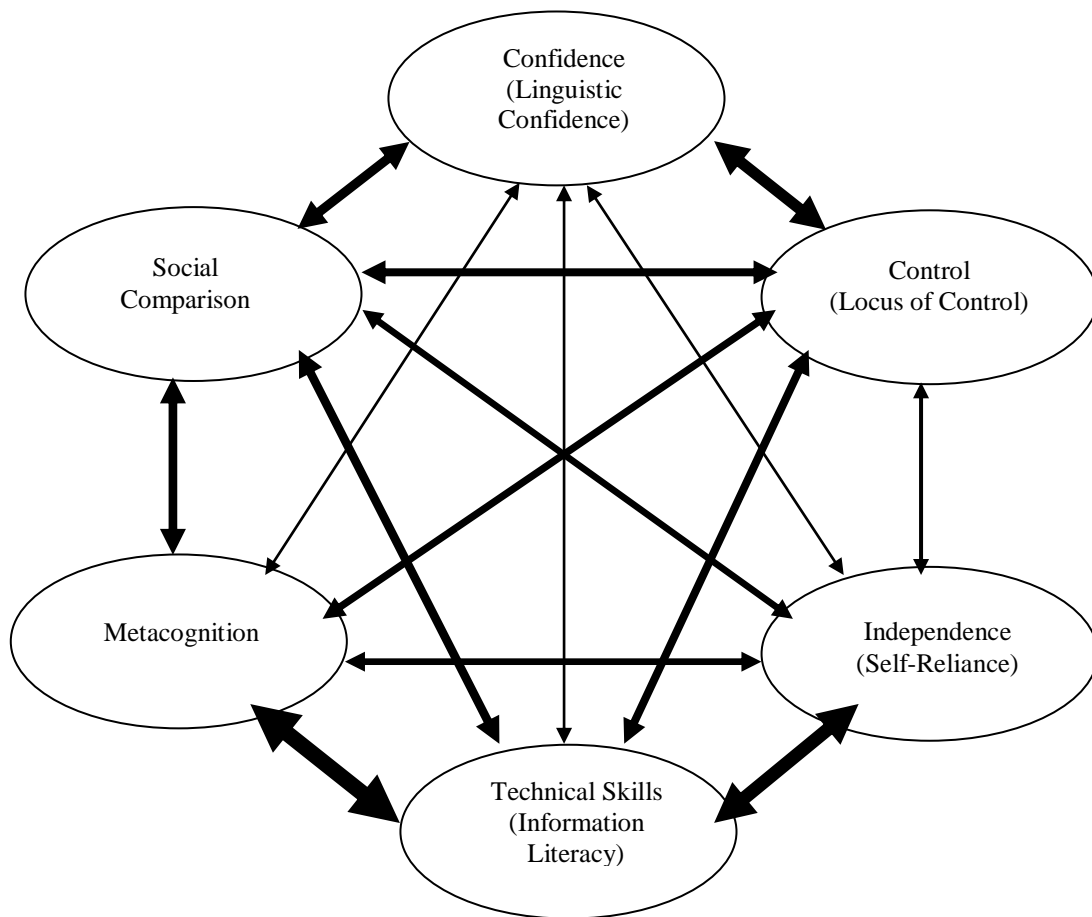 Confidence
(Linguistic
Confidence)
Social
Comparison
Control
(Locus of Control)
Metacognition
Independence
(Self-Reliance)
Technical Skills
(Information
Literacy)